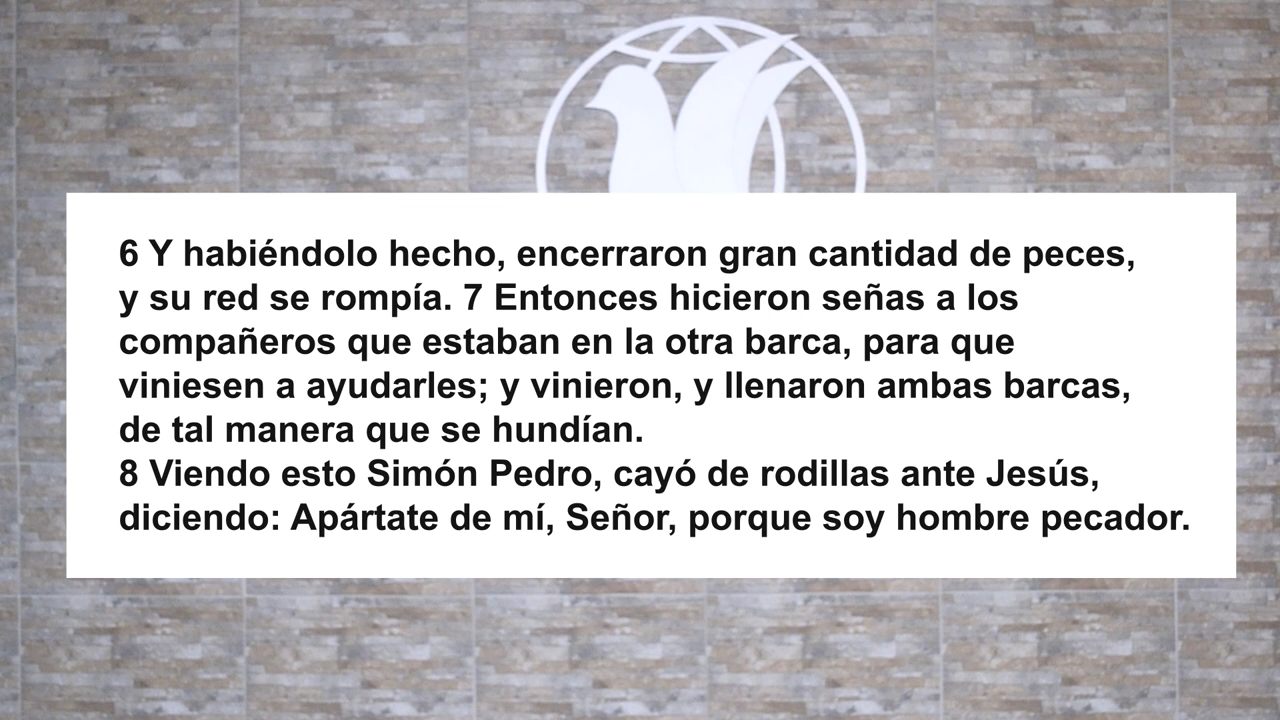 6 Y habiéndolo hecho, encerraron gran cantidad de peces,
y su red se rompía. 7 Entonces hicieron señas a los
compañeros que estaban en la otra barca, para que
viniesen a ayudarles; y vinieron, y llenaron ambas barcas,
de tal manera que se hundían.
8 Viendo esto Simón Pedro, cayó de rodillas ante Jesús,
diciendo: Apártate de mí, Señor, porque soy hombre pecador.